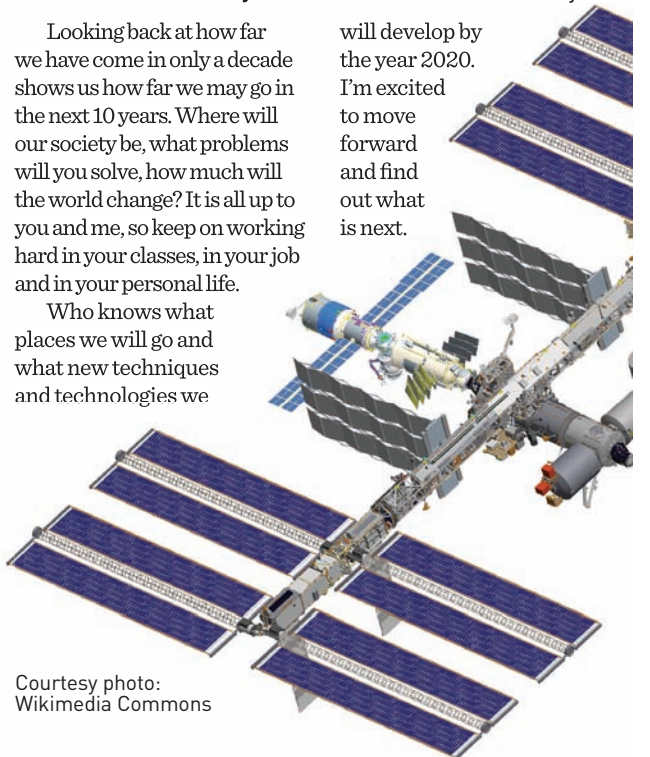 Looking back at how far
we have come in only a decade
shows us how far we may go in
the next 10 years. Where will
our society be, what problems
will you solve, how much will
the world change? It is all up to
you and me, so keep on working
hard in your classes, in your job
and in your personal life.
Who knows what
places we will go and
what new techniques
and technologies we
will develop by
the year 2020.
I'm excited
to move
forward
and find
out what
is next.
Courtesy photo:
Wikimedia Commons